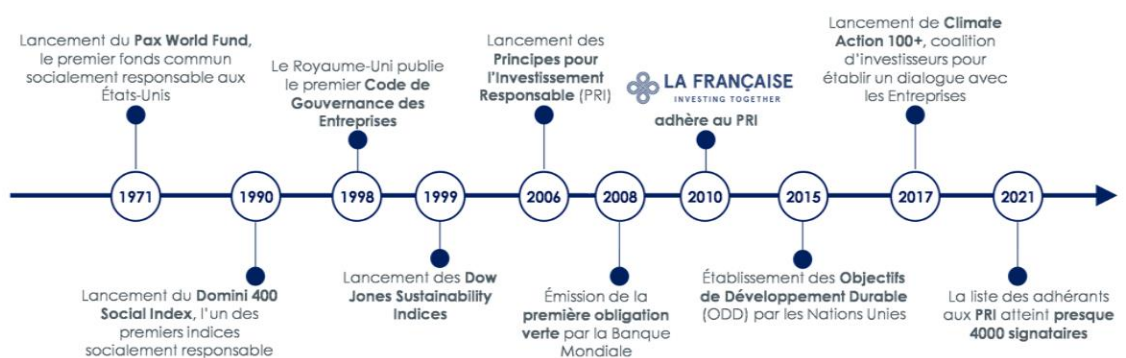 Lancement du Pax World Fund,
le premier fonds commun
socialement responsable aux
États-Unis
Le Royaume-Uni publie
le premier Code de
Gouvernance des
Entreprises
Lancement des
Principes pour
l'Investissement
Responsable (PRI)
LA FRANÇAISE
INVESTING TOGETHER
adhère au PRI
Lancement de Climate
Action 100+, coalition
d'investisseurs pour
établir un dialogue avec
les Entreprises
1971
1990
1998
1999
2006
2008
2010
2015
2017
2021
Lancement du Domini 400
Social Index, l'un des
premiers indices
socialement responsable
Lancement des Dow
Jones Sustainability
Indices
Émission de la
première obligation
verte par la Banque
Mondiale
Établissement des Objectifs
de Développement Durable
(ODD) par les Nations Unies
La liste des adhérants
aux PRI atteint presque
4000 signataires